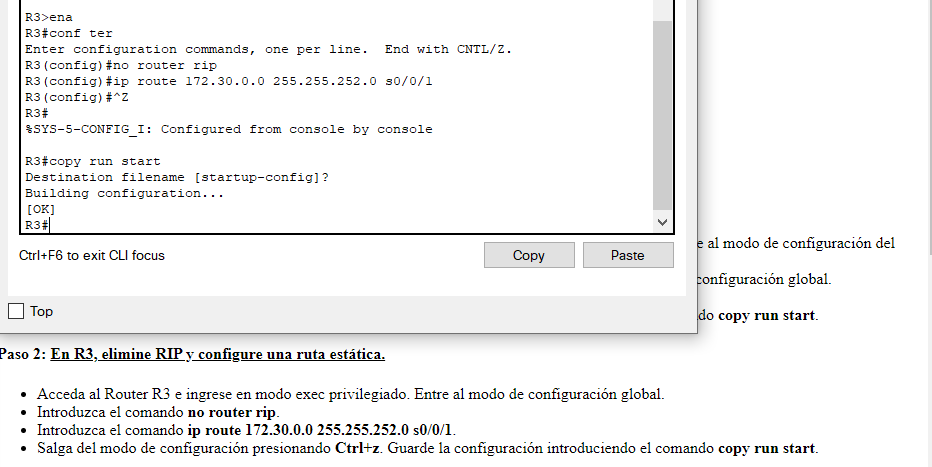 R3>ena
R3#conf ter
Enter configuration commands, one per line.  End with CNTL/Z.
R3(config)#no router rip
R3(config)#ip route 172.30.0.0 255.255.252.0 s0/0/1
R3(config)#^Z
R3#
%SYS-5-CONFIG_I: Configured from console by console
R3#copy run start
Destination filename [startup-config]?
Building configuration...
[OK]
R3#
Ctrl+F6 to exit CLI focus
Copy
Paste
Top
e al modo de configuración del
configuración global.
do copy run start.
Paso 2: En R3, elimine RIP y configure una ruta estática.
• Acceda al Router R3 e ingrese en modo exec privilegiado. Entre al modo de configuración global.
• Introduzca el comando no router rip.
• Introduzca el comando ip route 172.30.0.0 255.255.252.0 s0/0/1.
• Salga del modo de configuración presionando Ctrl+z. Guarde la configuración introduciendo el comando copy run start.